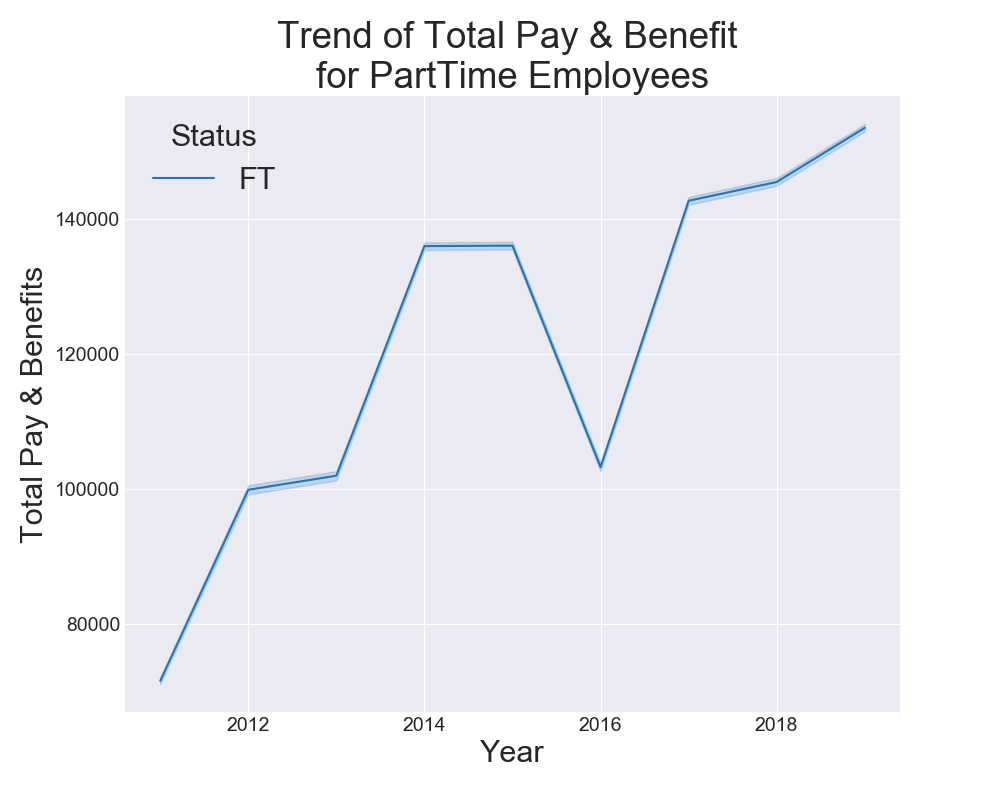 Trend of Total Pay & Benefit
for PartTime Employees
Status
FT
140000
120000
100000
80000
Total Pay & Benefits
2012
2014
2016
2018
Year